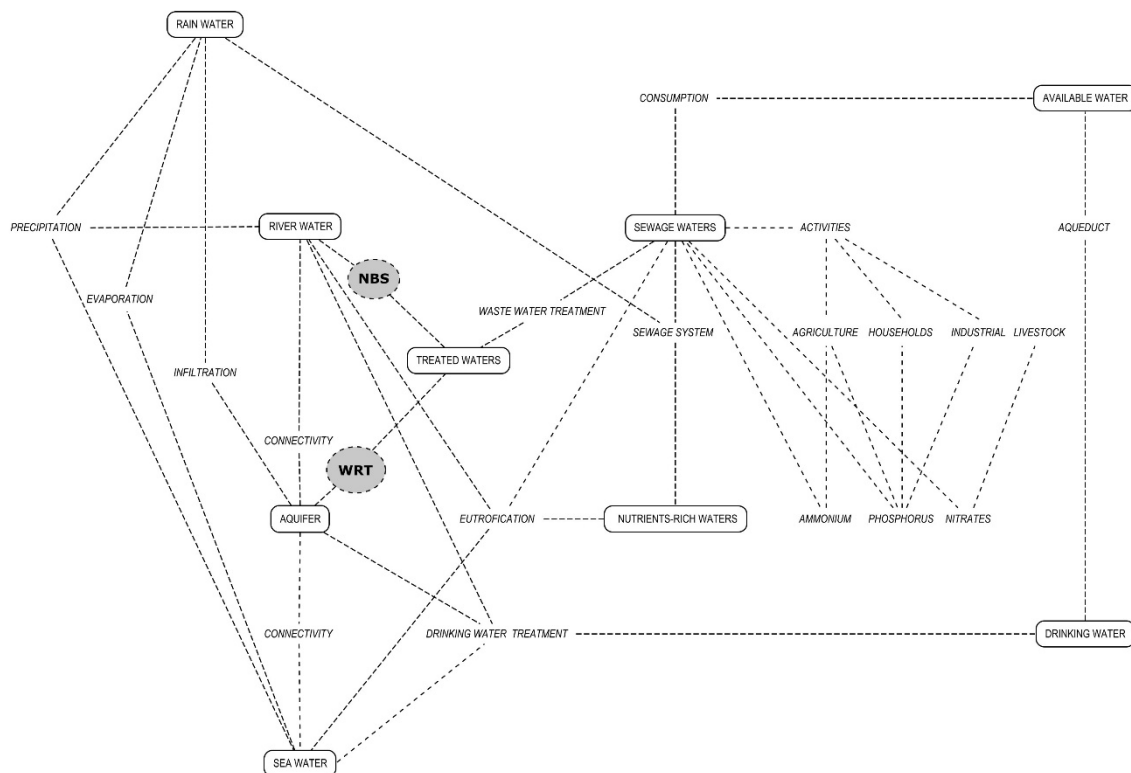 RAIN WATER
CONSUMPTION
AVAILABLE WATER
PRECIPITATION
RIVER WATER
SEWAGE WATERS
ACTIVITIES
AQUEDUCT
NBS
EVAPORATION
WASTE WATER TREATMENT
SEWAGE SYSTEM
AGRICULTURE
HOUSEHOLDS
INDUSTRIAL
LIVESTOCK
TREATED WATERS
INFILTRATION
CONNECTIVITY
WRT
AQUIFER
EUTROFICATION
NUTRIENTS-RICH WATERS
AMMONIUM
PHOSPHORUS
NITRATES
CONNECTIVITY
DRINKING WATER TREATMENT
DRINKING WATER
SEA WATER